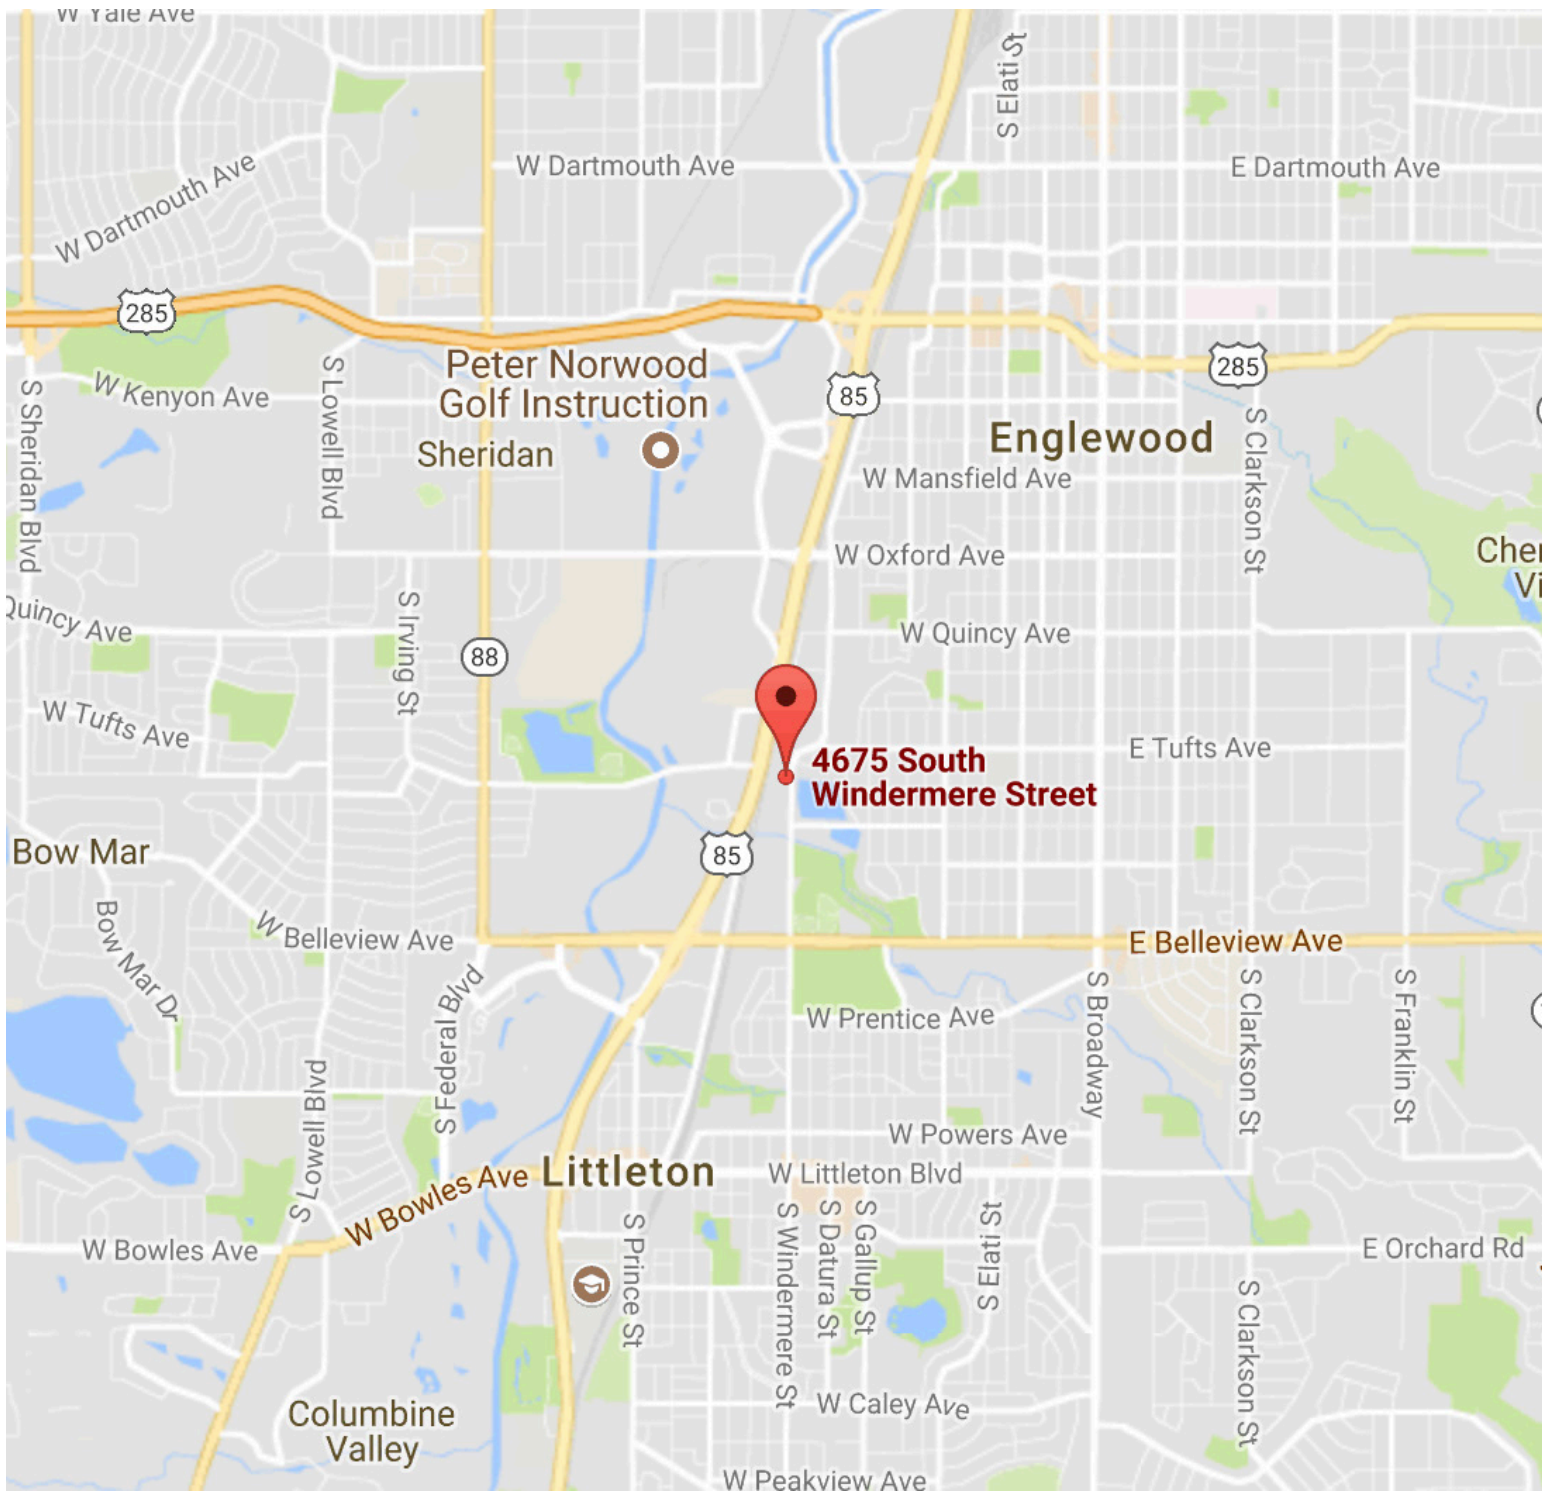 W Yale Ave
S Elati St
W Dartmouth Ave
E Dartmouth Ave
W Dartmouth Ave
285
Peter Norwood
Golf Instruction
Sheridan
S Sheridan Blvd
W Kenyon Ave
S Lowell Blvd
85
285
Englewood
S Clarkson St
W Mansfield Ave
W Oxford Ave
Cher
Vi
Quincy Ave
S Irving St
88
W Quincy Ave
W Tufts Ave
E Tufts Ave
4675 South
Windermere Street
Bow Mar
85
Bow Mar Dr
W Belleview Ave
E Belleview Ave
S Federal Blvd
W Prentice Ave
S Broadway
S Clarkson St
S Franklin St
S Lowell Blvd
W Powers Ave
W Bowles Ave
Littleton
W Littleton Blvd
W Bowles Ave
S Prince St
S Windermere St
S Datura St
S Gallup St
S Elati St
E Orchard Rd
S Clarkson St
Columbine
Valley
W Caley Ave
W Peakview Ave